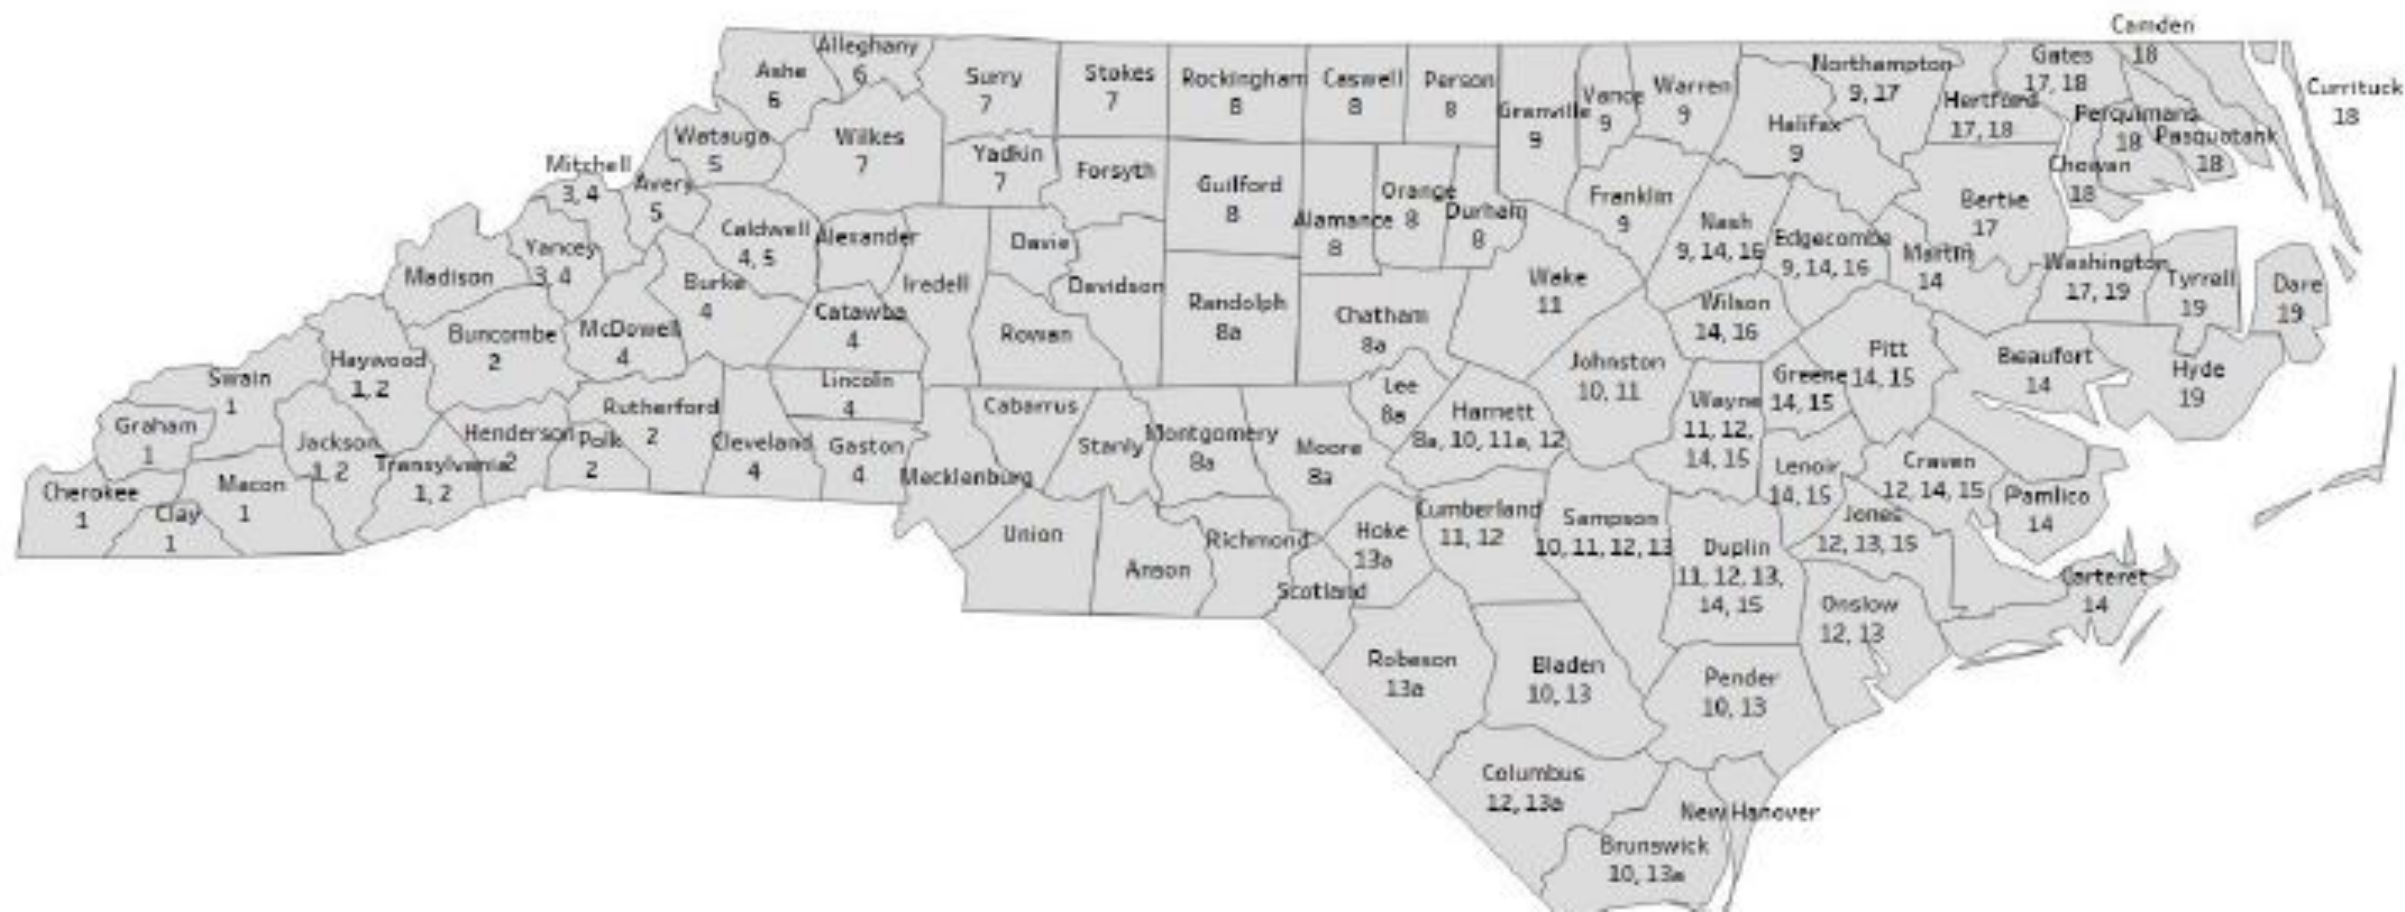 Camden
18
Alleghany
6
Ashe
6
Surry
7
Stokes
7
Rockingham
8
Caswell
8
Person
8
Granville
9
Vance
9
Warren
9
Northampton
9, 17
Hertford
17, 18
Gates
17, 18
Currituck
18
Perquimans
18
Pasquotank
18
Chowan
18
Halifax
9
Watauga
5
Wilkes
7
Yadkin
7
Forsyth
Guilford
8
Alamance
8
Orange
8
Durham
8
Franklin
9
Nash
9, 14, 16
Edgecombe
9, 14, 16
Martin
14
Bertie
17
Washington
17, 19
Tyrrell
19
Dare
19
Mitchell
3, 4
Avery
5
Caldwell
4, 5
Alexander
Iredell
Davie
Davidson
Randolph
8a
Chatham
8a
Wake
11
Wilson
14, 16
Madison
Yancey
3, 4
Burke
4
McDowell
4
Catawba
4
Rowan
Buncombe
2
Haywood
1, 2
Swain
1
Graham
1
Jackson
1, 2
Transylvania
1, 2
Henderson
2
Polk
2
Rutherford
2
Cleveland
4
Lincoln
4
Gaston
4
Mecklenburg
Cabarrus
Stanly
Montgomery
8a
Moore
8a
Lee
8a
Harnett
8a, 10, 11a, 12
Johnston
10, 11
Wayne
11, 12,
14, 15
Greene
14, 15
Pitt
14, 15
Beaufort
14
Hyde
19
Cherokee
1
Clay
1
Macon
1
Union
Anson
Richmond
Scotland
Hoke
13a
Cumberland
11, 12
Sampson
10, 11, 12, 13
Duplin
11, 12, 13,
14, 15
Lenoir
14, 15
Craven
12, 14, 15
Jones
12, 13, 15
Pamlico
14
Carteret
14
Onslow
12, 13
Robeson
13a
Bladen
10, 13
Pender
10, 13
Columbus
12, 13a
New Hanover
Brunswick
10, 13a